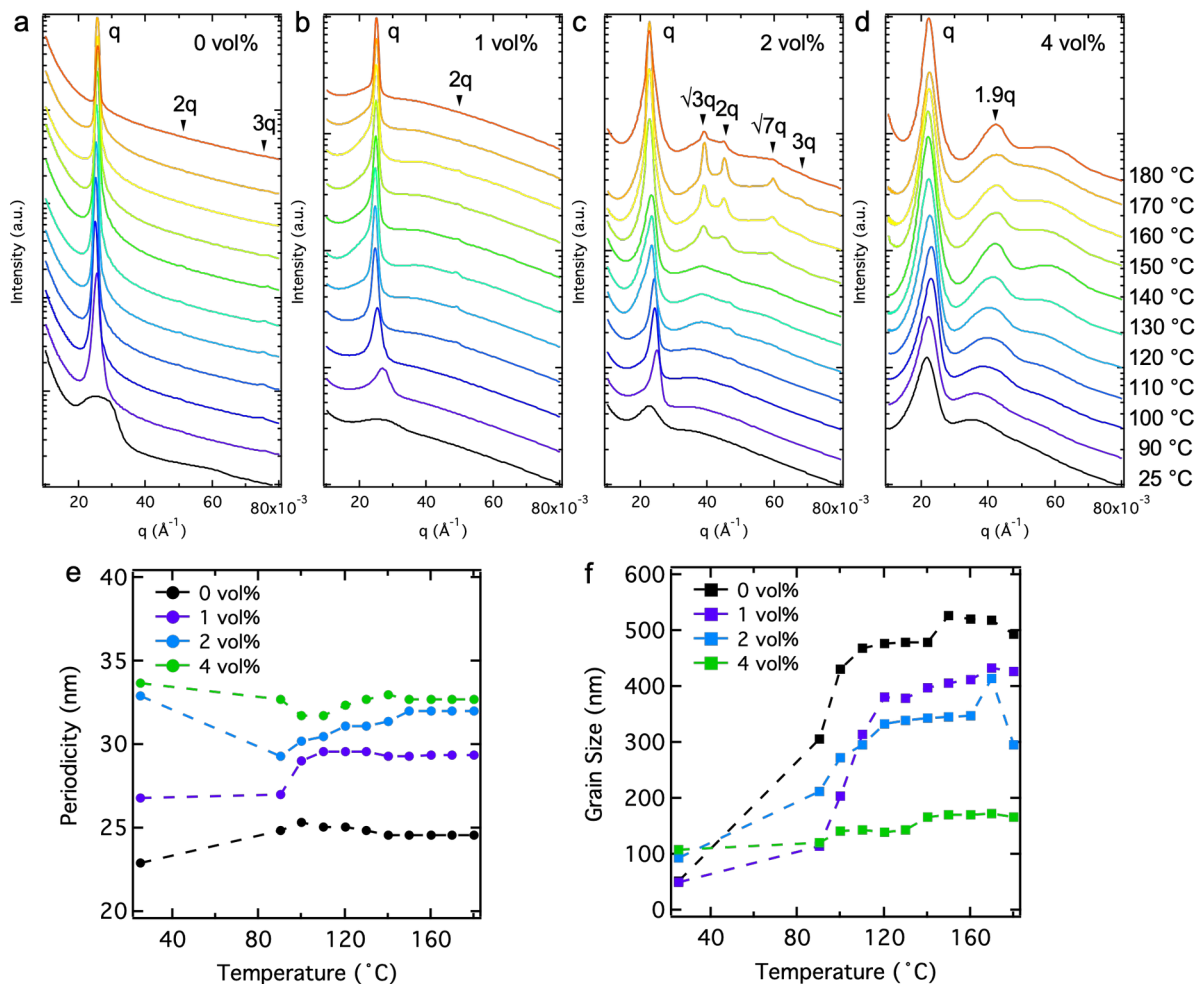 a
0 vol%
q
2q
3q
Intensity (a.u.)
40
60
80x10⁻³
q (Å⁻¹)
b
1 vol%
q
2q
Intensity (a.u.)
40
60
80x10⁻³
q (Å⁻¹)
c
2 vol%
q
√3q
2q
√7q
3q
Intensity (a.u.)
20
40
60
80x10⁻³
q (Å⁻¹)
d
4 vol%
q
1.9q
Intensity (a.u.)
20
40
60
80x10⁻³
q (Å⁻¹)
180 °C
170 °C
160 °C
150 °C
140 °C
130 °C
120 °C
110 °C
100 °C
90 °C
25 °C
e
40
35
30
25
20
Periodicity (nm)
0 vol%
1 vol%
2 vol%
4 vol%
40
80
120
160
Temperature (˚C)
f
600
500
400
300
200
100
0
Grain Size (nm)
0 vol%
1 vol%
2 vol%
4 vol%
40
80
120
160
Temperature (˚C)